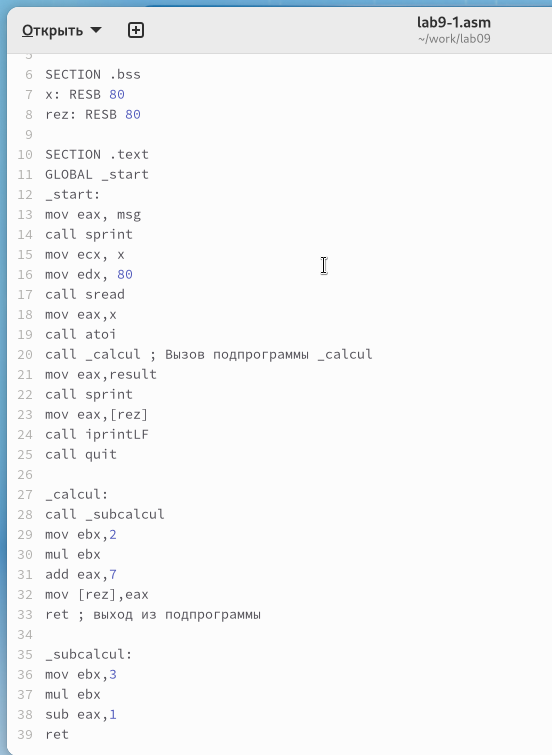 Открыть
lab9-1.asm
~/work/lab09
5
6 SECTION .bss
7 x: RESB 80
8 rez: RESB 80
9
10 SECTION .text
11 GLOBAL _start
12 _start:
13 mov eax, msg
14 call sprint
15 mov ecx, x
16 mov edx, 80
17 call sread
18 mov eax,x
19 call atoi
20 call _calcul ; Вызов подпрограммы _calcul
21 mov eax,result
22 call sprint
23 mov eax,[rez]
24 call iprintLF
25 call quit
26
27 _calcul:
28 call _subcalcul
29 mov ebx,2
30 mul ebx
31 add eax,7
32 mov [rez],eax
33 ret ; выход из подпрограммы
34
35 _subcalcul:
36 mov ebx,3
37 mul ebx
38 sub eax,1
39 ret